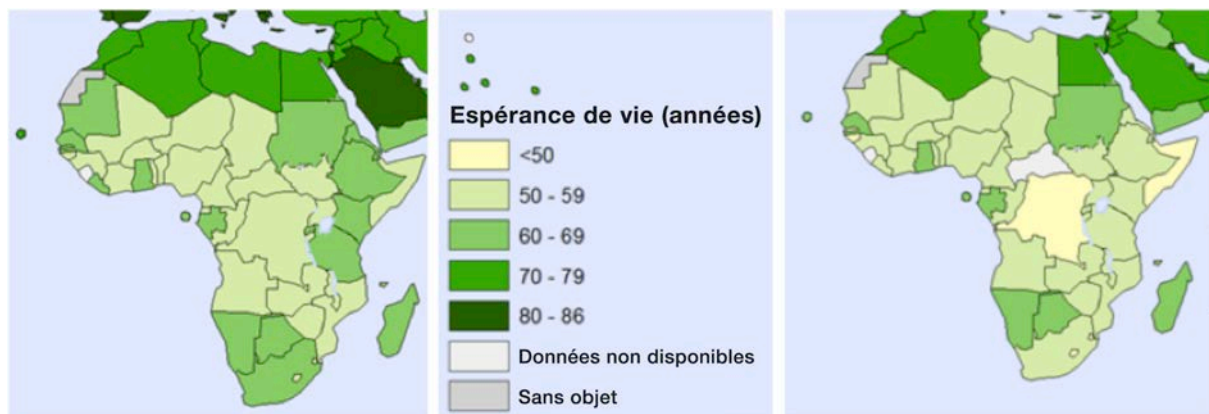 Espérance de vie (années)
<50
50 - 59
60 - 69
70 - 79
80 - 86
Données non disponibles
Sans objet